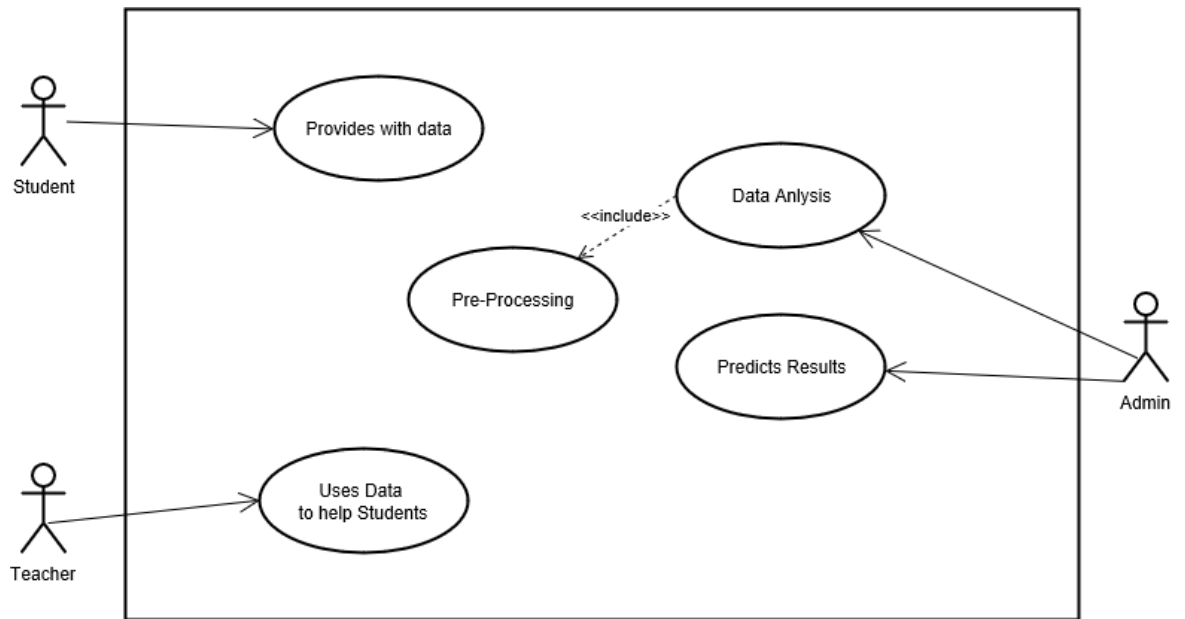 Provides with data
Student
Data Anlysis
<<include>>
Pre-Processing
Predicts Results
Admin
Uses Data
to help Students
Teacher